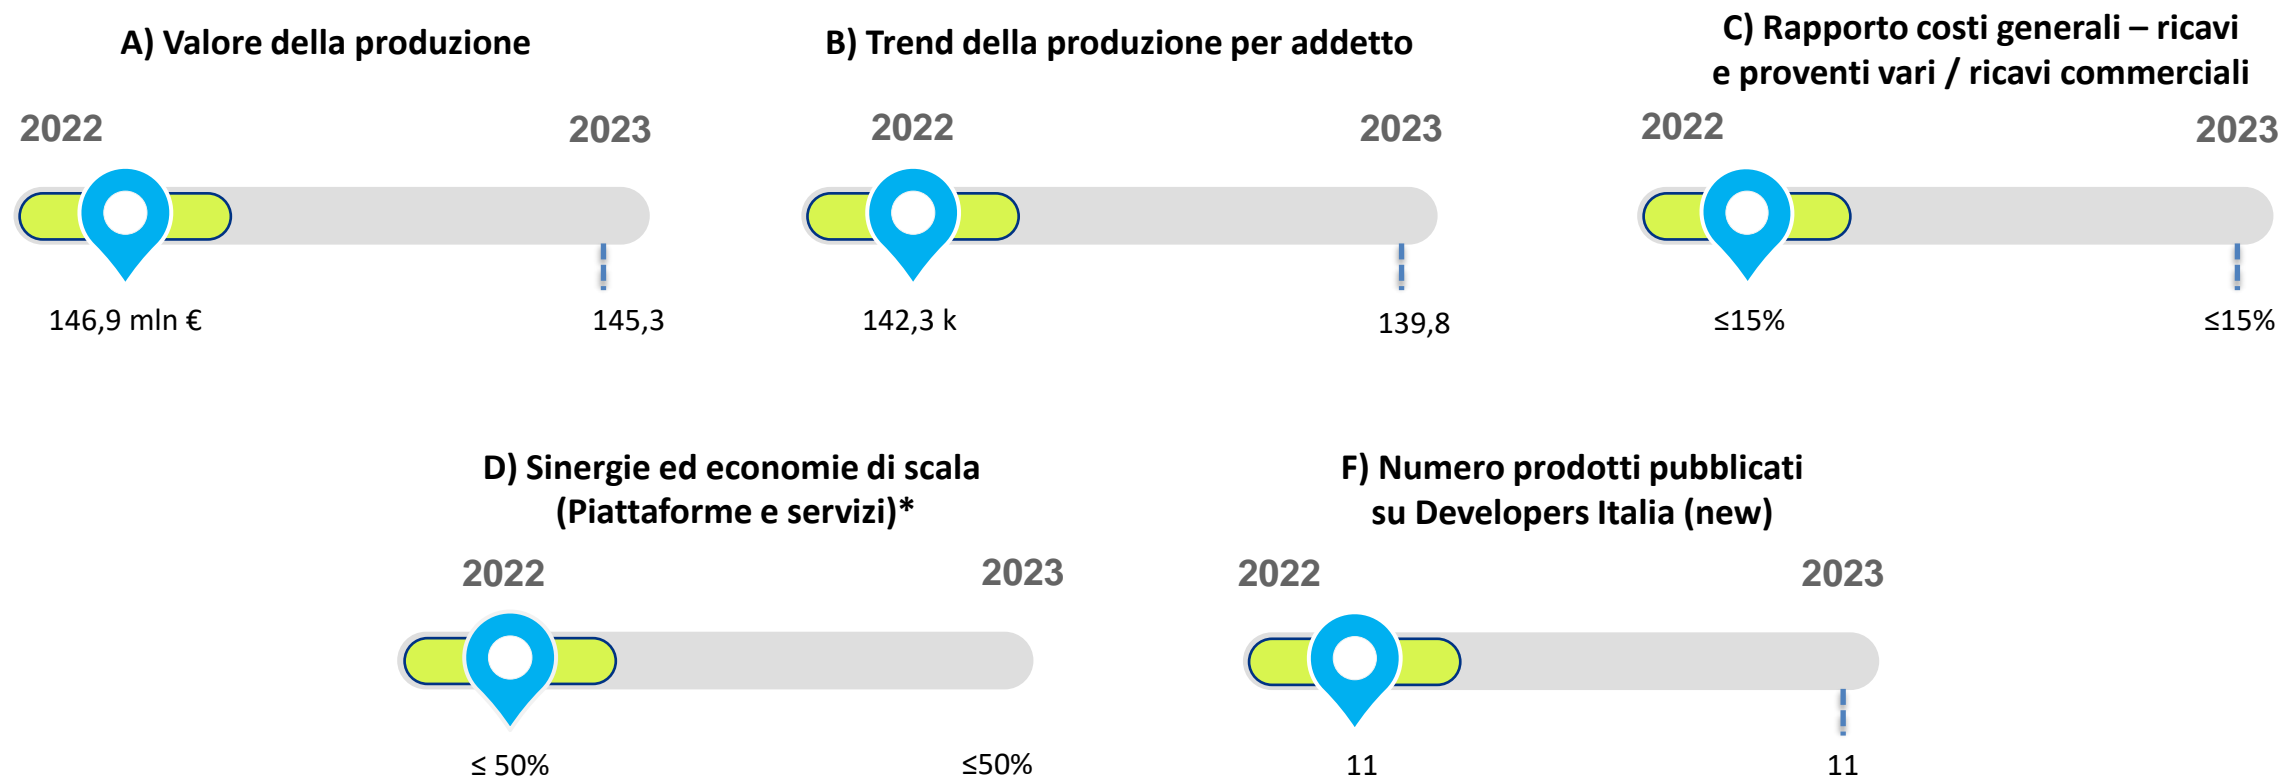 A) Valore della produzione
2022
2023
146,9 mln €
145,3
B) Trend della produzione per addetto
2022
2023
142,3 k
139,8
C) Rapporto costi generali – ricavi
e proventi vari / ricavi commerciali
2022
2023
≤15%
≤15%
D) Sinergie ed economie di scala
(Piattaforme e servizi)*
2022
2023
≤ 50%
≤50%
F) Numero prodotti pubblicati
su Developers Italia (new)
2022
2023
11
11